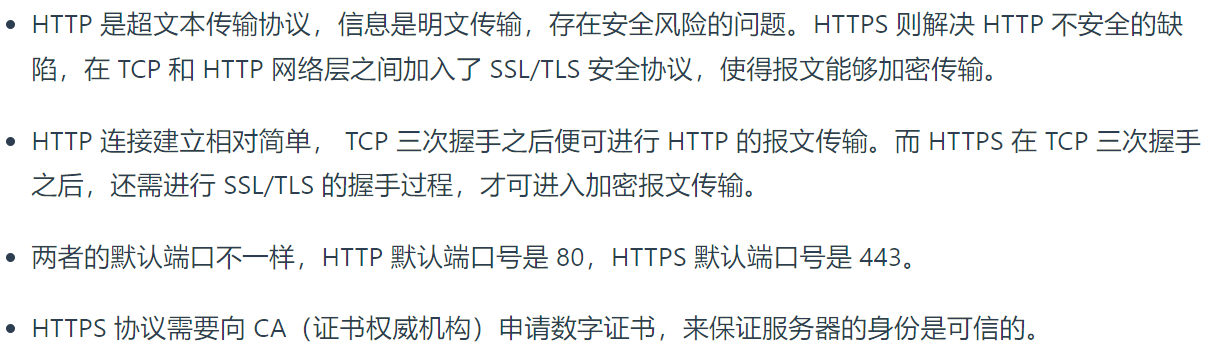 • HTTP 是超文本传输协议，信息是明文传输，存在安全风险的问题。HTTPS 则解决 HTTP 不安全的缺
陷，在 TCP 和 HTTP 网络层之间加入了 SSL/TLS 安全协议，使得报文能够加密传输。
• HTTP 连接建立相对简单， TCP 三次握手之后便可进行 HTTP 的报文传输。而 HTTPS 在 TCP 三次握手
之后，还需进行 SSL/TLS 的握手过程，才可进入加密报文传输。
• 两者的默认端口不一样，HTTP 默认端口号是 80，HTTPS 默认端口号是 443。
• HTTPS 协议需要向 CA（证书权威机构）申请数字证书，来保证服务器的身份是可信的。